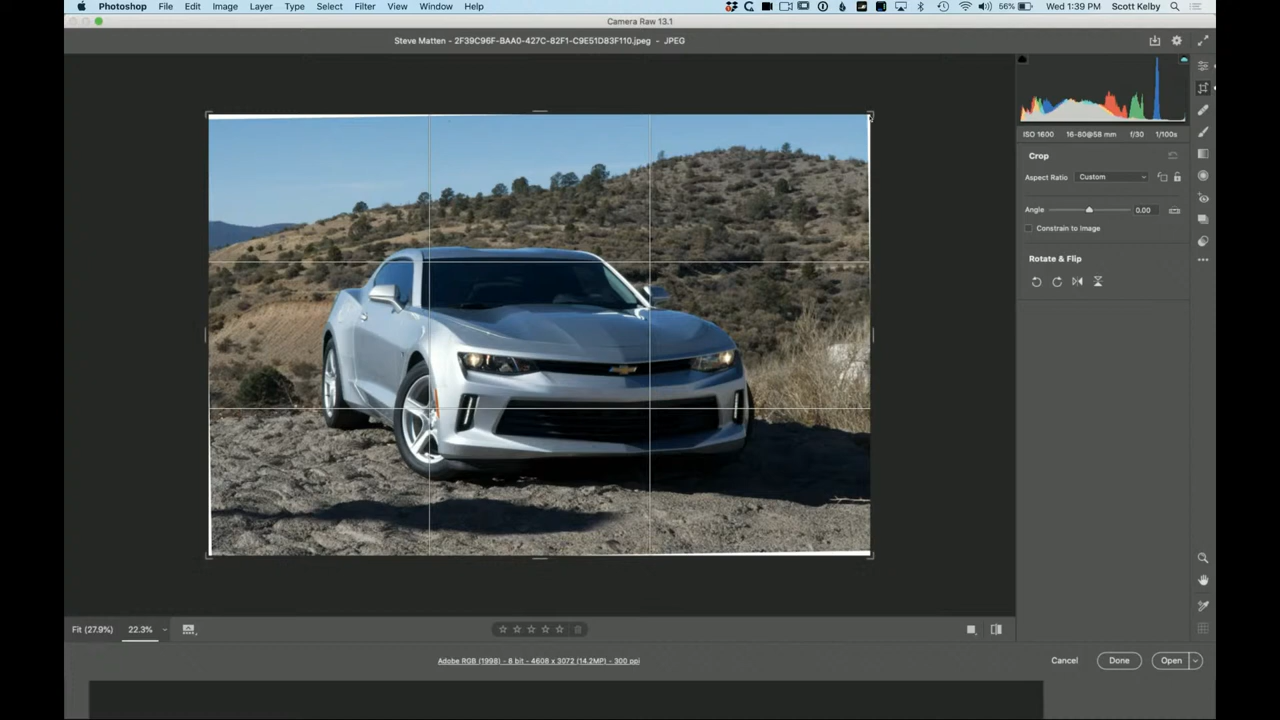 Photoshop File Edit Image Layer Type Select Filter View Window Help 56% Wed 1:39 PM Scott Kelby
Camera Raw 13.1
Steve Matten - 2F39C96F-BAA0-427C-82F1-C9E51D83F110.jpeg - JPEG
ISO 1600 16-80@58 mm f/30 1/100s
Crop
Aspect Ratio Custom
Angle 0.00
Constrain to Image
Rotate & Flip
Fit (27.9%) 22.3%
Adobe RGB (1998) - 8 bit - 4608 x 3072 (14.2MP) - 300 ppi
Cancel Done Open